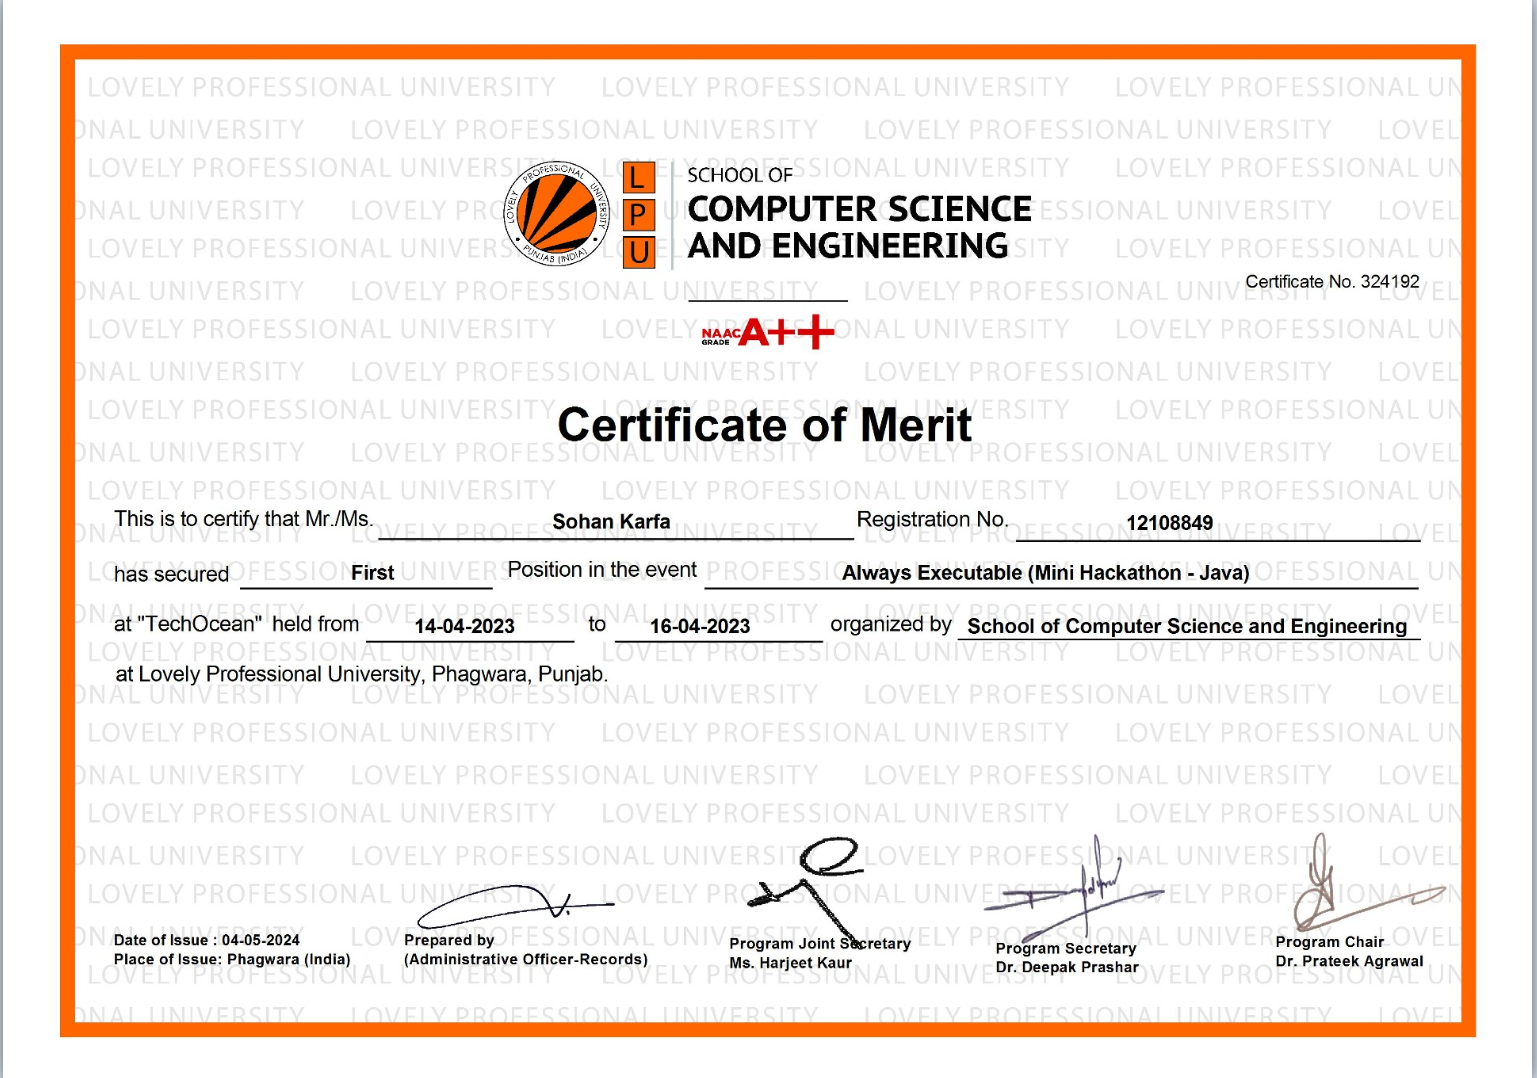 LOVELY PROFESSIONAL UNIVERSITY
PUNJAB (INDIA)
L
P
U
SCHOOL OF
COMPUTER SCIENCE
AND ENGINEERING
Certificate No. 324192
NAAC
GRADE
A++
Certificate of Merit
This is to certify that Mr./Ms. Sohan Karfa Registration No. 12108849
has secured First Position in the event Always Executable (Mini Hackathon - Java)
at "TechOcean" held from 14-04-2023 to 16-04-2023 organized by School of Computer Science and Engineering
at Lovely Professional University, Phagwara, Punjab.
Date of Issue : 04-05-2024
Place of Issue: Phagwara (India)
Prepared by
(Administrative Officer-Records)
Program Joint Secretary
Ms. Harjeet Kaur
Program Secretary
Dr. Deepak Prashar
Program Chair
Dr. Prateek Agrawal